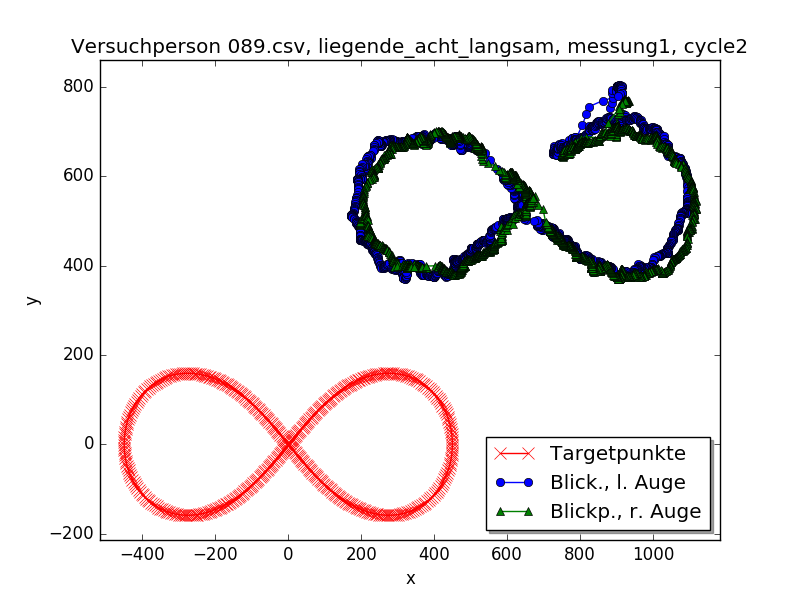 Versuchperson 089.csv, liegende_acht_langsam, messung1, cycle2
y
800
600
400
200
0
−200
−400
−200
0
200
400
600
800
1000
x
Targetpunkte
Blick., l. Auge
Blickp., r. Auge